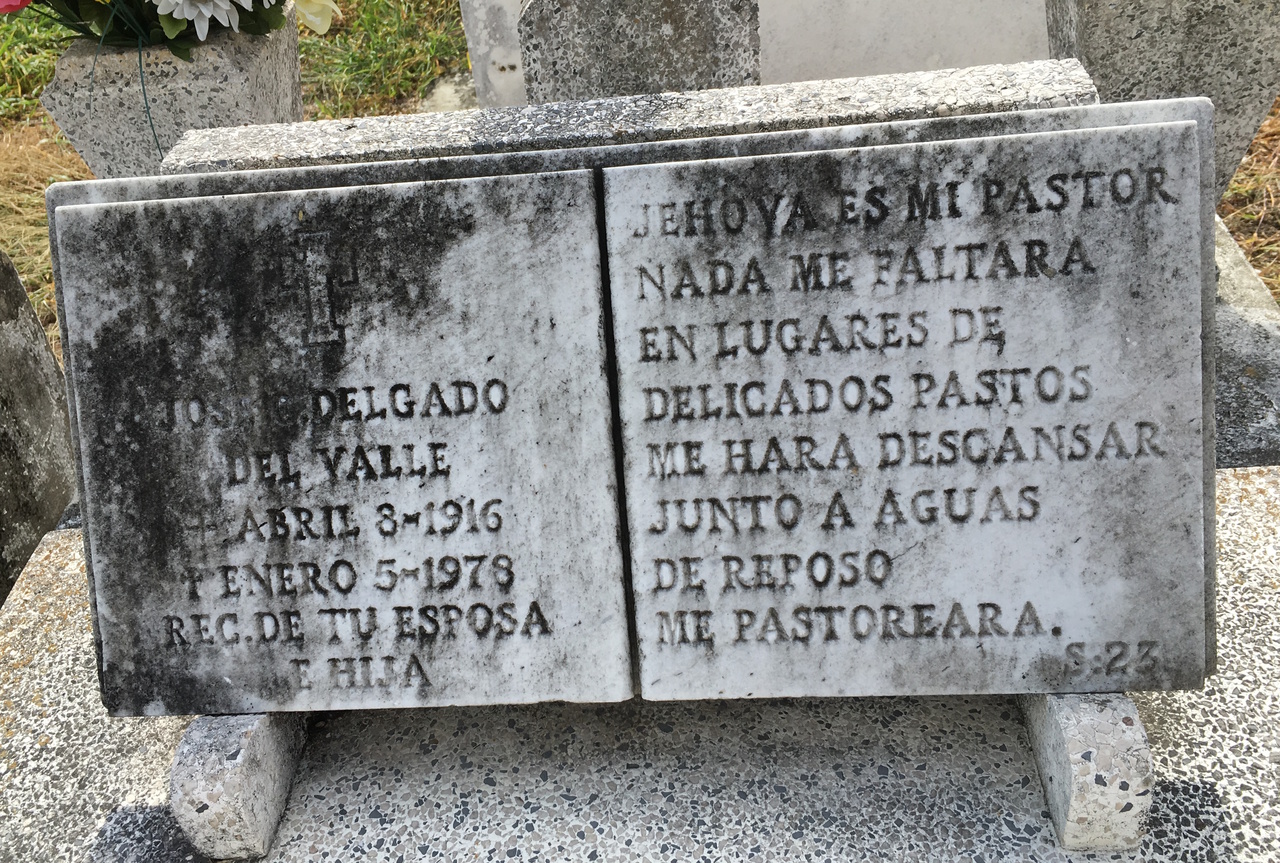 DELGADO
DEL VALLE
+ ABRIL 8-1916
† ENERO 5-1978
REC. DE TU ESPOSA
E HIJA
JEHOVA ES MI PASTOR
NADA ME FALTARA
EN LUGARES DE
DELICADOS PASTOS
ME HARA DESCANSAR
JUNTO A AGUAS
DE REPOSO
ME PASTOREARA.
S:23